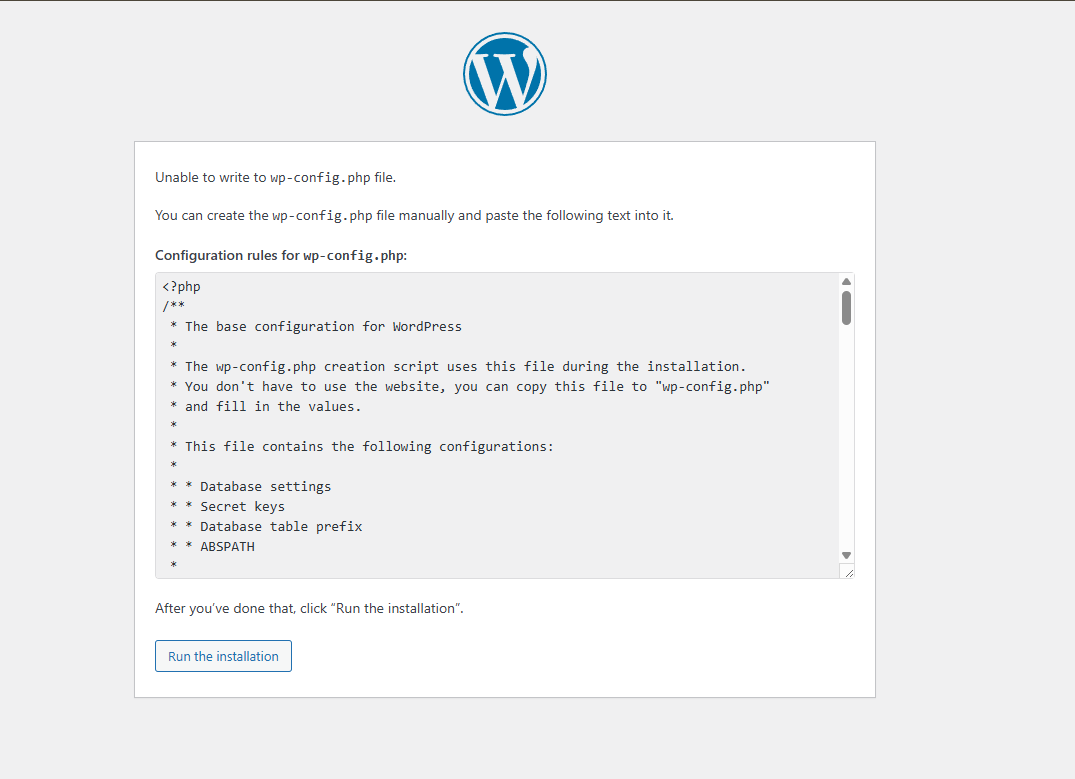 Unable to write to wp-config.php file.
You can create the wp-config.php file manually and paste the following text into it.
Configuration rules for wp-config.php:
<?php
/**
 * The base configuration for WordPress
 *
 * The wp-config.php creation script uses this file during the installation.
 * You don't have to use the website, you can copy this file to "wp-config.php"
 * and fill in the values.
 *
 * This file contains the following configurations:
 *
 * * Database settings
 * * Secret keys
 * * Database table prefix
 * * ABSPATH
 *
After you’ve done that, click “Run the installation”.
Run the installation